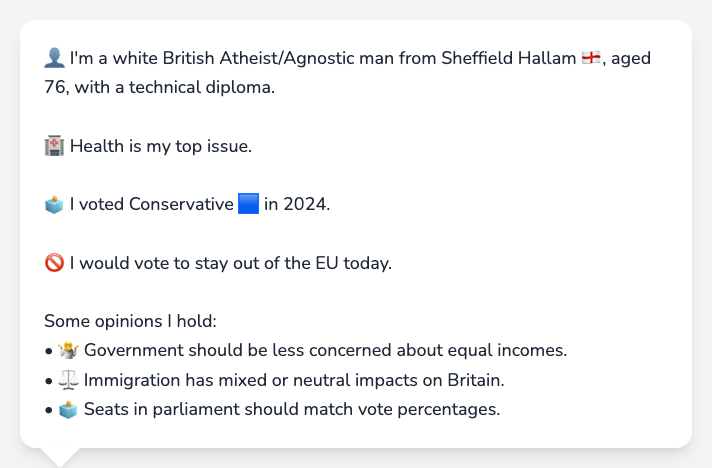 👤 I'm a white British Atheist/Agnostic man from Sheffield Hallam 🏴󠁧󠁢󠁥󠁮󠁧󠁿, aged
76, with a technical diploma.
🏥 Health is my top issue.
🗳️ I voted Conservative 🟦 in 2024.
🚫 I would vote to stay out of the EU today.
Some opinions I hold:
• 🤷 Government should be less concerned about equal incomes.
• ⚖️ Immigration has mixed or neutral impacts on Britain.
• 🗳️ Seats in parliament should match vote percentages.